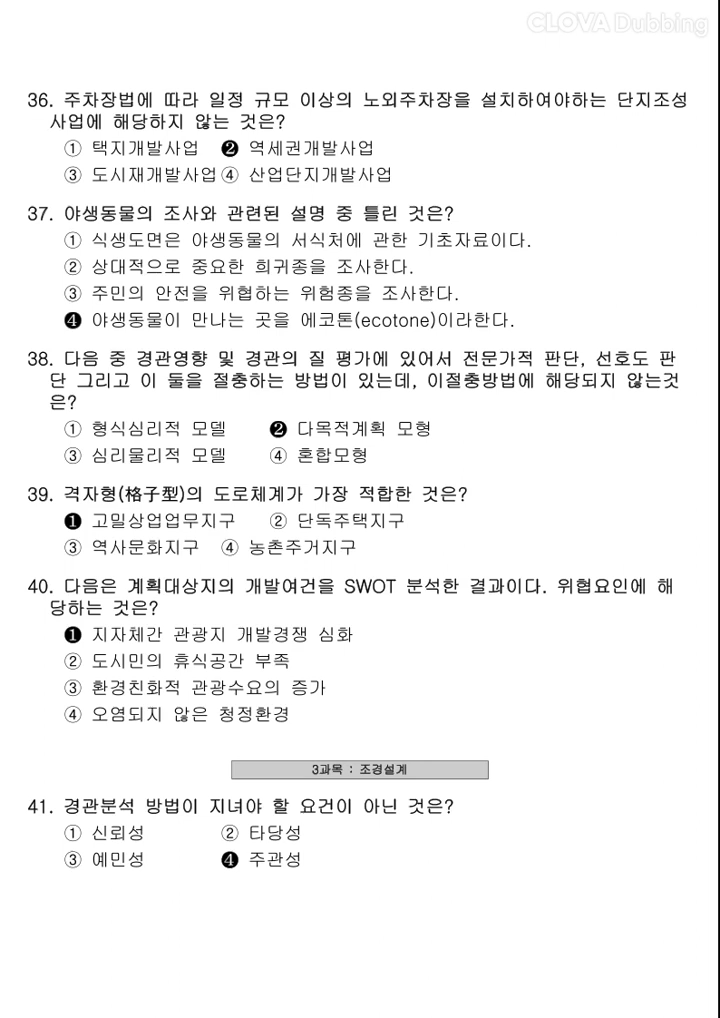 CLOVA Dubbing
36. 주차장법에 따라 일정 규모 이상의 노외주차장을 설치하여야하는 단지조성
사업에 해당하지 않는 것은?
① 택지개발사업 ❷ 역세권개발사업
③ 도시재개발사업 ④ 산업단지개발사업
37. 야생동물의 조사와 관련된 설명 중 틀린 것은?
① 식생도면은 야생동물의 서식처에 관한 기초자료이다.
② 상대적으로 중요한 희귀종을 조사한다.
③ 주민의 안전을 위협하는 위험종을 조사한다.
❹ 야생동물이 만나는 곳을 에코톤(ecotone)이라한다.
38. 다음 중 경관영향 및 경관의 질 평가에 있어서 전문가적 판단, 선호도 판
단 그리고 이 둘을 절충하는 방법이 있는데, 이절충방법에 해당되지 않는것
은?
① 형식심리적 모델 ❷ 다목적계획 모형
③ 심리물리적 모델 ④ 혼합모형
39. 격자형(格子型)의 도로체계가 가장 적합한 것은?
❶ 고밀상업업무지구 ② 단독주택지구
③ 역사문화지구 ④ 농촌주거지구
40. 다음은 계획대상지의 개발여건을 SWOT 분석한 결과이다. 위협요인에 해
당하는 것은?
❶ 지자체간 관광지 개발경쟁 심화
② 도시민의 휴식공간 부족
③ 환경친화적 관광수요의 증가
④ 오염되지 않은 청정환경
3과목 : 조경설계
41. 경관분석 방법이 지녀야 할 요건이 아닌 것은?
① 신뢰성 ② 타당성
③ 예민성 ❹ 주관성